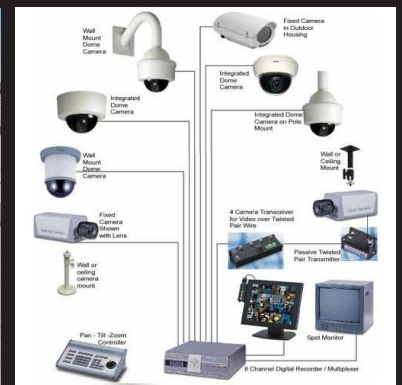 Wall
Mount
Dome
Camera
Fixed Camera
in Outdoor
Housing
Integrated
Dome
Camera
Integrated
Dome
Camera
Integrated Dome
Camera on Pole
Mount
Wall
Mount
Dome
Camera
Wall or
Ceiling
Mount
Fixed
Camera
Shown
with Lens
4 Camera Transceiver
for Video over Twisted
Pair Wire
Passive Twisted
Pair Transmitter
Wall or
ceiling
camera
mount
Pan - Tilt -Zoom
Controller
Spot Monitor
8 Channel Digital Recorder / Multiplexer